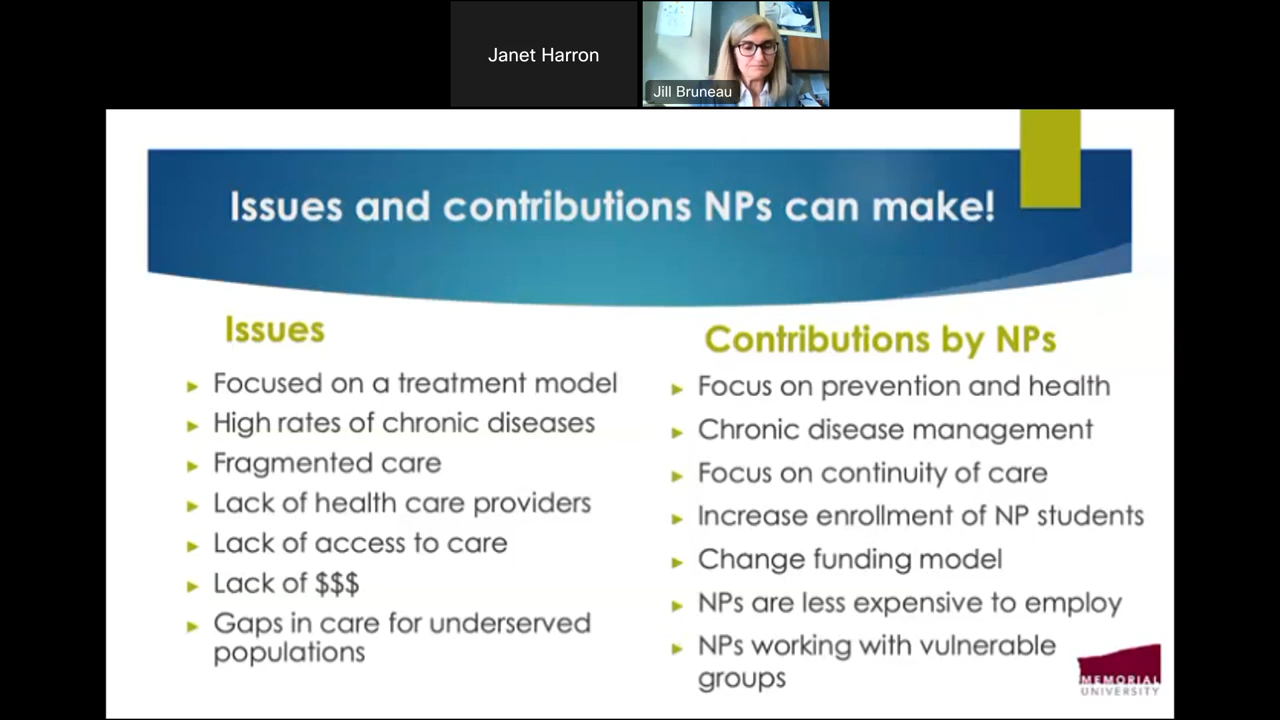 Janet Harron
Jill Bruneau
Issues and contributions NPs can make!
Issues
Focused on a treatment model
High rates of chronic diseases
Fragmented care
Lack of health care providers
Lack of access to care
Lack of $$$
Gaps in care for underserved
populations
Contributions by NPs
Focus on prevention and health
Chronic disease management
Focus on continuity of care
Increase enrollment of NP students
Change funding model
NPs are less expensive to employ
NPs working with vulnerable
groups
MEMORIAL
UNIVERSITY